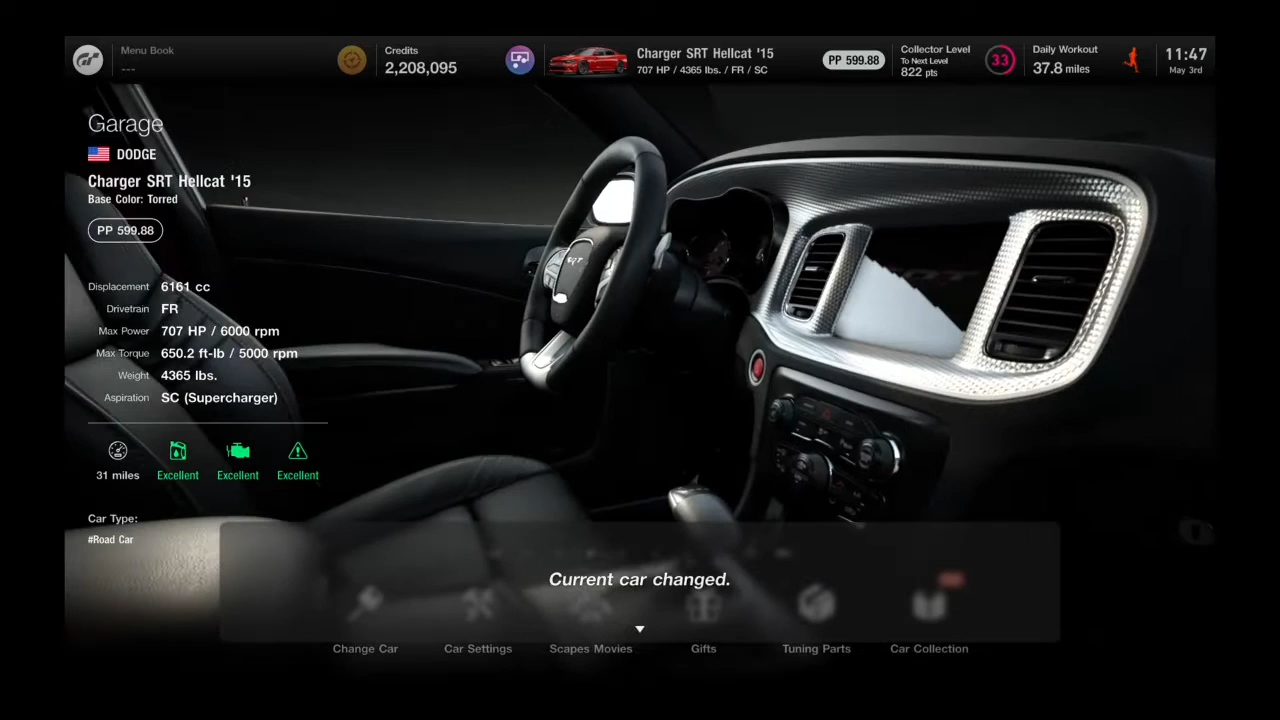 Menu Book
---
Credits
2,208,095
Charger SRT Hellcat '15
707 HP / 4365 lbs. / FR / SC
PP 599.88
Collector Level
To Next Level
822 pts
33
Daily Workout
37.8 miles
11:47
May 3rd
Garage
DODGE
Charger SRT Hellcat '15
Base Color: Torred
PP 599.88
Displacement 6161 cc
Drivetrain FR
Max Power 707 HP / 6000 rpm
Max Torque 650.2 ft-lb / 5000 rpm
Weight 4365 lbs.
Aspiration SC (Supercharger)
31 miles Excellent Excellent Excellent
Car Type:
#Road Car
Current car changed.
Change Car Car Settings Scapes Movies Gifts Tuning Parts Car Collection